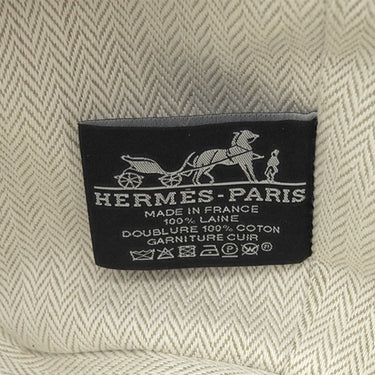 HERMES-PARIS
MADE IN FRANCE
100% LAINE
DOUBLURE 100% COTON
GARNITURE CUIR